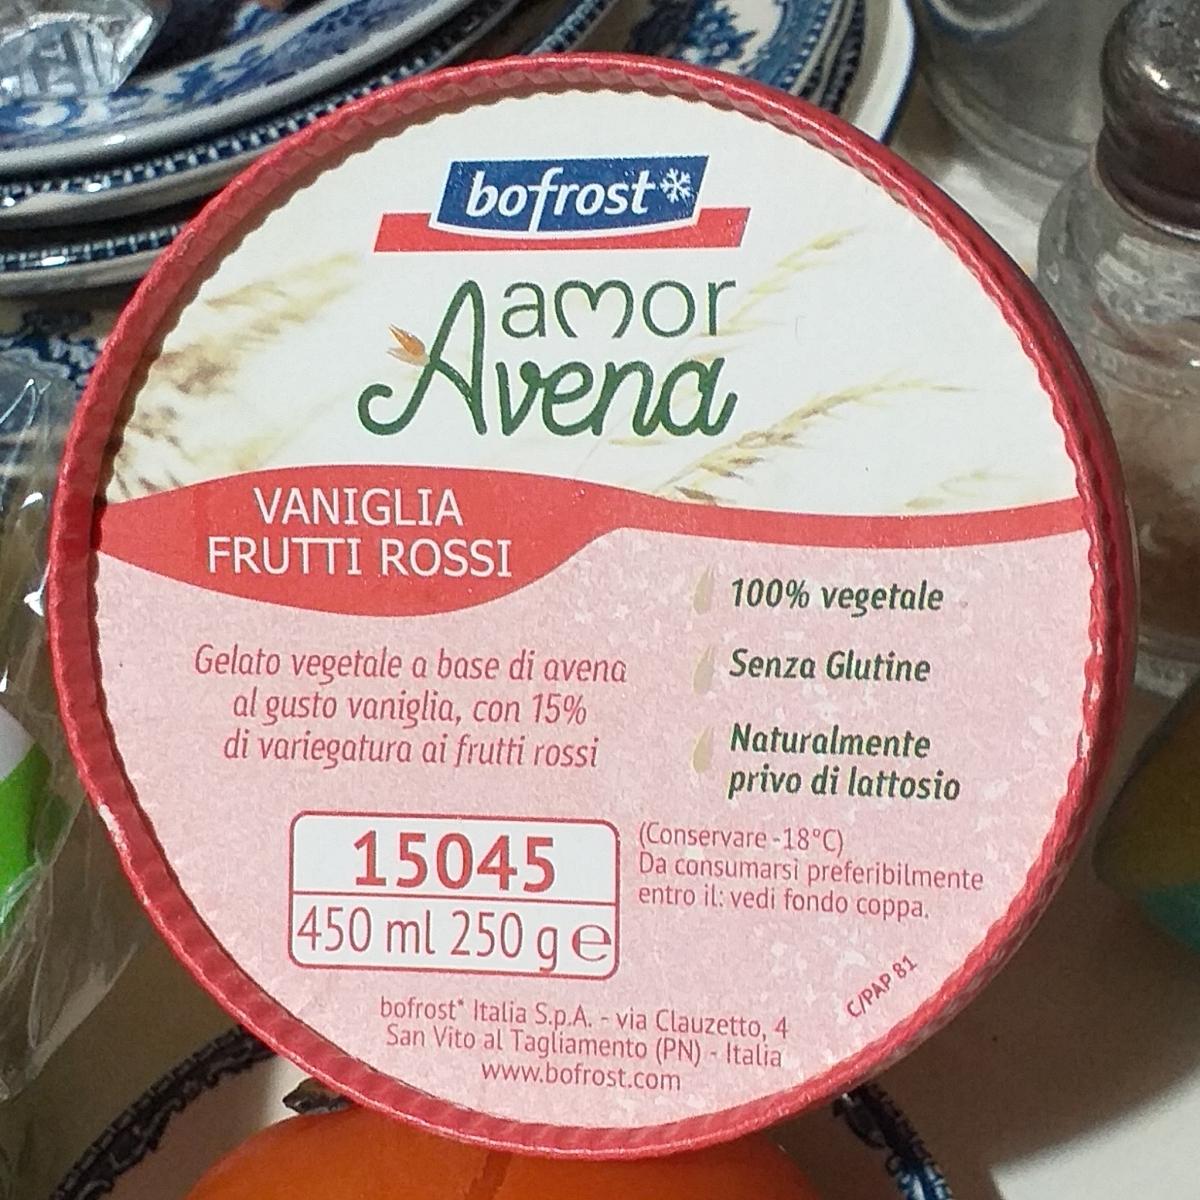 bofrost*
amor
Avena
VANIGLIA
FRUTTI ROSSI
Gelato vegetale a base di avena
al gusto vaniglia, con 15%
di variegatura ai frutti rossi
100% vegetale
Senza Glutine
Naturalmente
privo di lattosio
15045
450 ml 250 g e
(Conservare -18°C)
Da consumarsi preferibilmente
entro il: vedi fondo coppa.
C/PAP 81
bofrost* Italia S.p.A. - via Clauzetto, 4
San Vito al Tagliamento (PN) - Italia
www.bofrost.com